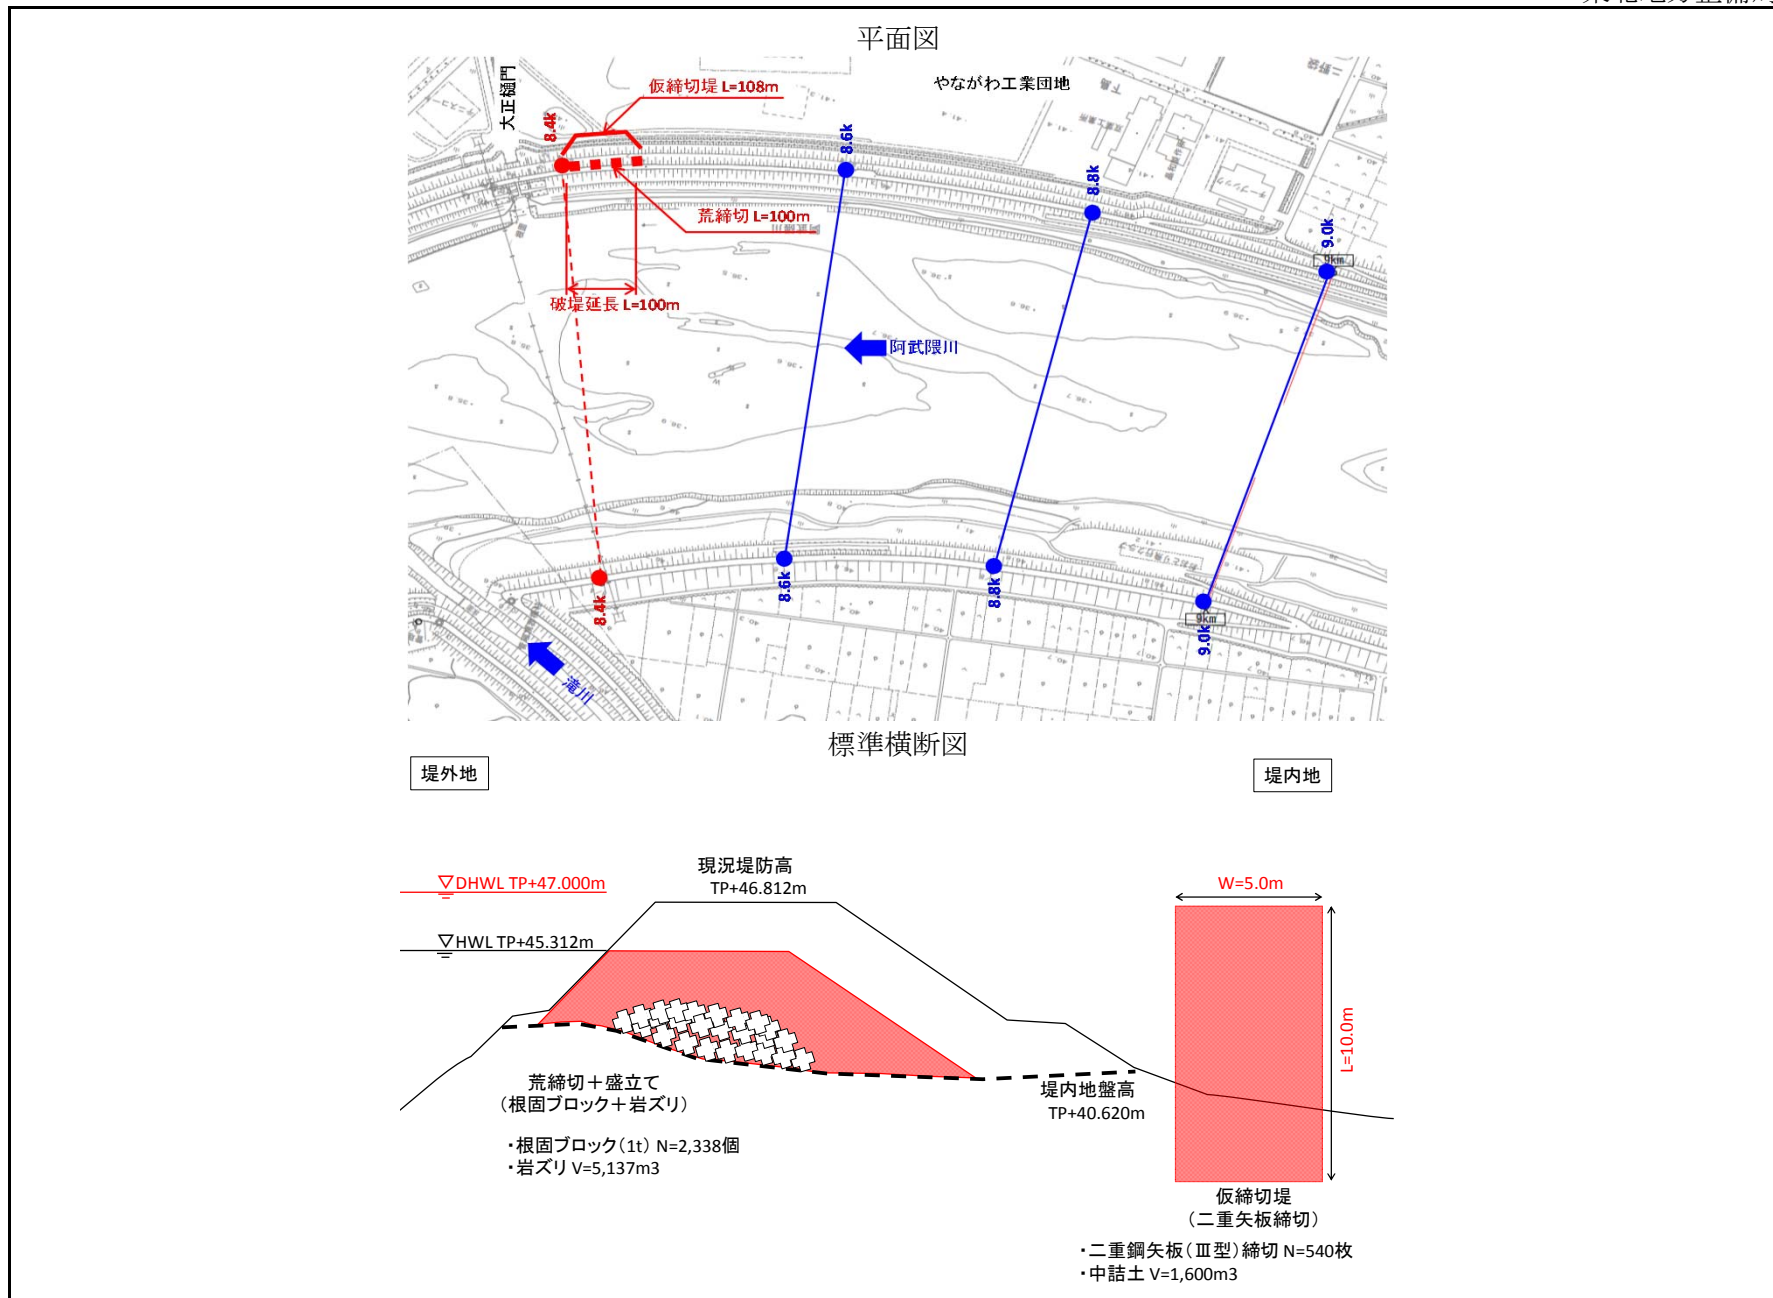 平面図
仮締切堤 L=108m
大正樋門
やながわ工業団地
8.4k
8.6k
8.8k
9.0k
9km
荒締切 L=100m
破堤延長 L=100m
阿武隈川
8.4k
8.6k
8.8k
9.0k
9km
滝川
標準横断図
堤外地
堤内地
現況堤防高
TP+46.812m
DHWL TP+47.000m
HWL TP+45.312m
W=5.0m
L=10.0m
荒締切＋盛立て
（根固ブロック＋岩ズリ）
堤内地盤高
TP+40.620m
・根固ブロック（1t） N=2,338個
・岩ズリ V=5,137m3
仮締切堤
（二重矢板締切）
・二重鋼矢板（Ⅲ型）締切 N=540枚
・中詰土 V=1,600m3